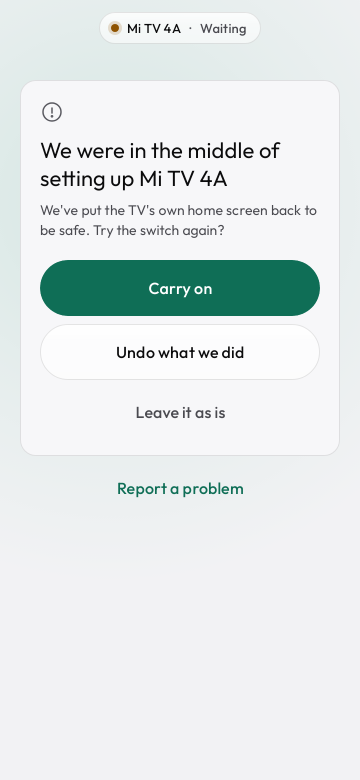 Mi TV 4A · Waiting
We were in the middle of
setting up Mi TV 4A
We've put the TV's own home screen back to
be safe. Try the switch again?
Carry on
Undo what we did
Leave it as is
Report a problem